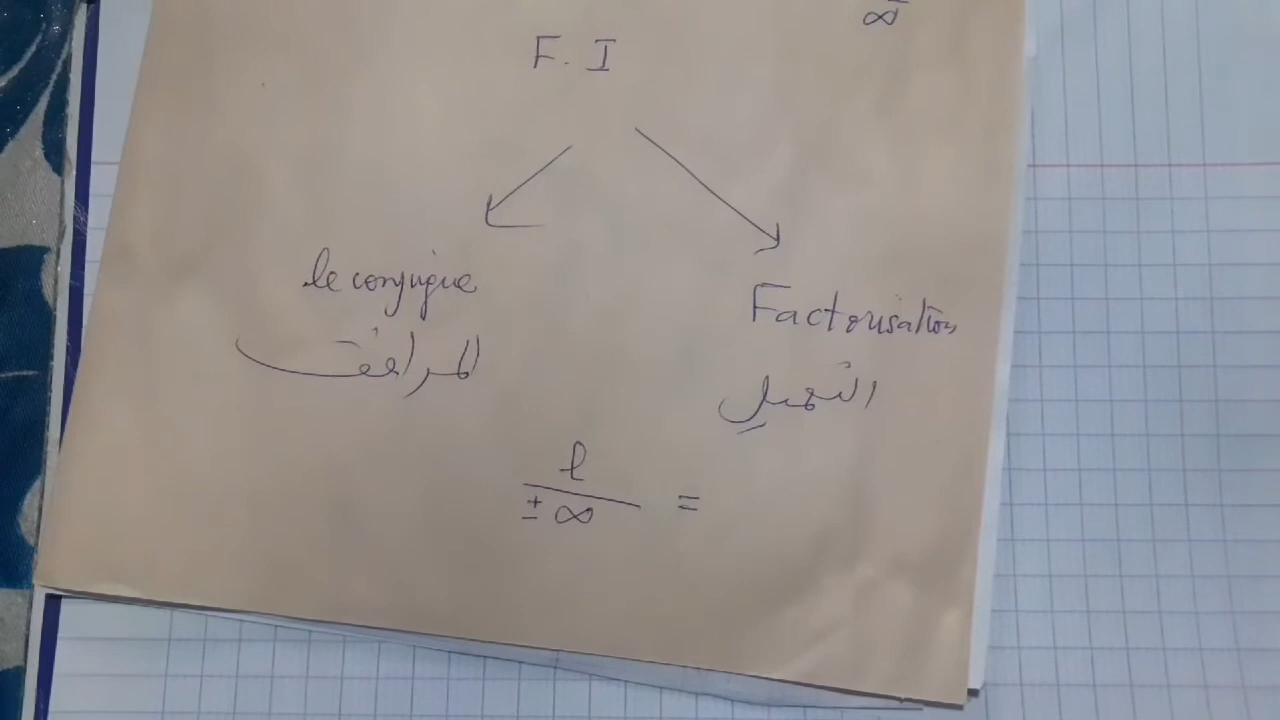 ∞
F. I
le conjugue
المرافق
Factorisation
التعميل
l
± ∞ =